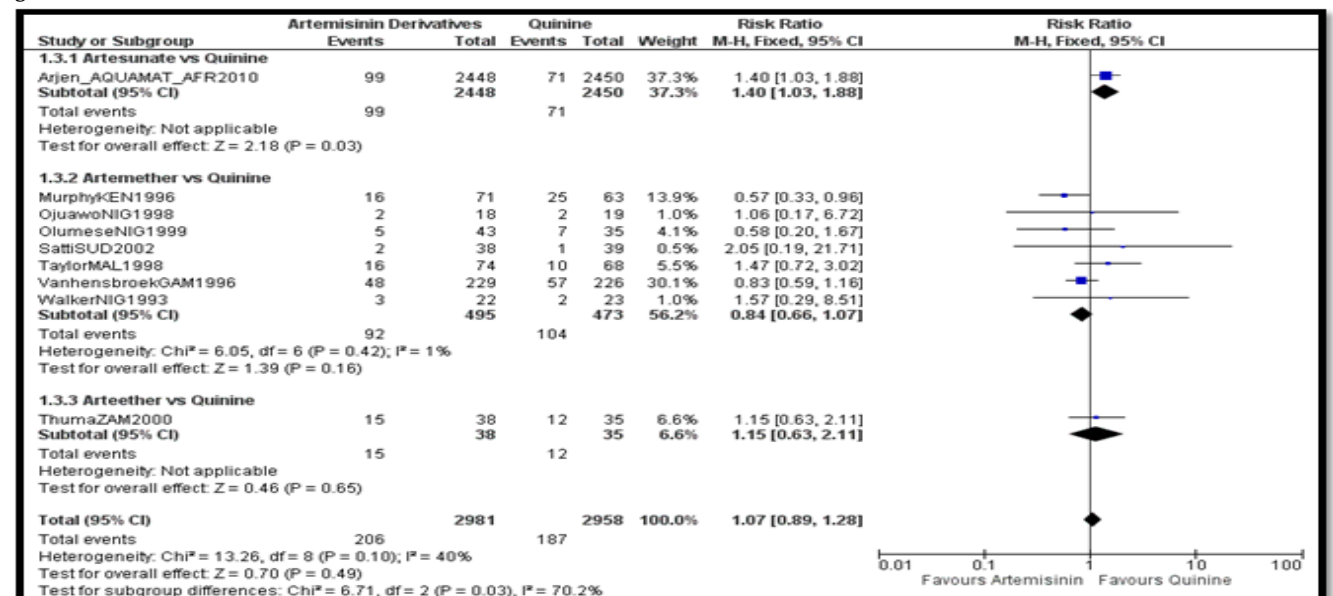 Artemisinin Derivatives Quinine Risk Ratio Risk Ratio
Study or Subgroup Events Total Events Total Weight M-H, Fixed, 95% CI M-H, Fixed, 95% CI
1.3.1 Artesunate vs Quinine
Arjen_AQUAMAT_AFR2010 99 2448 71 2450 37.3% 1.40 [1.03, 1.88]
Subtotal (95% CI) 2448 2450 37.3% 1.40 [1.03, 1.88]
Total events 99 71
Heterogeneity: Not applicable
Test for overall effect: Z = 2.18 (P = 0.03)
1.3.2 Artemether vs Quinine
MurphyKEN1996 16 71 25 63 13.9% 0.57 [0.33, 0.96]
OjuawoNIG1998 2 18 2 19 1.0% 1.06 [0.17, 6.72]
OlumeseNIG1999 5 43 7 35 4.1% 0.58 [0.20, 1.67]
SattiSUD2002 2 38 1 39 0.5% 2.05 [0.19, 21.71]
TaylorMAL1998 16 74 10 68 5.5% 1.47 [0.72, 3.02]
VanhensbroekGAM1996 48 229 57 226 30.1% 0.83 [0.59, 1.16]
WalkerNIG1993 3 22 2 23 1.0% 1.57 [0.29, 8.51]
Subtotal (95% CI) 495 473 56.2% 0.84 [0.66, 1.07]
Total events 92 104
Heterogeneity: Chi² = 6.05, df = 6 (P = 0.42); I² = 1%
Test for overall effect: Z = 1.39 (P = 0.16)
1.3.3 Arteether vs Quinine
ThumaZAM2000 15 38 12 35 6.6% 1.15 [0.63, 2.11]
Subtotal (95% CI) 38 35 6.6% 1.15 [0.63, 2.11]
Total events 15 12
Heterogeneity: Not applicable
Test for overall effect: Z = 0.46 (P = 0.65)
Total (95% CI) 2981 2958 100.0% 1.07 [0.89, 1.28]
Total events 206 187
Heterogeneity: Chi² = 13.26, df = 8 (P = 0.10); I² = 40%
Test for overall effect: Z = 0.70 (P = 0.49)
Test for subgroup differences: Chi² = 6.71, df = 2 (P = 0.03), I² = 70.2%
0.01 0.1 1 10 100
Favours Artemisinin Favours Quinine